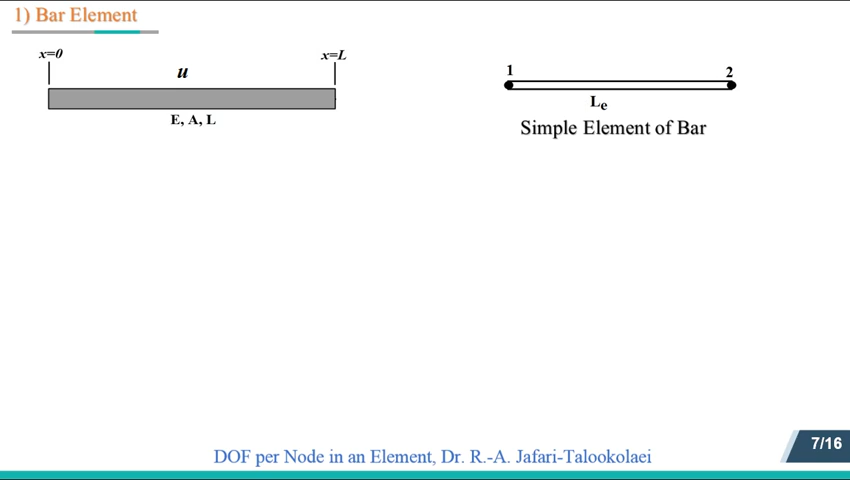 1) Bar Element
x=0
x=L
u
E, A, L
1
2
Le
Simple Element of Bar
7/16
DOF per Node in an Element, Dr. R.-A. Jafari-Talookolaei